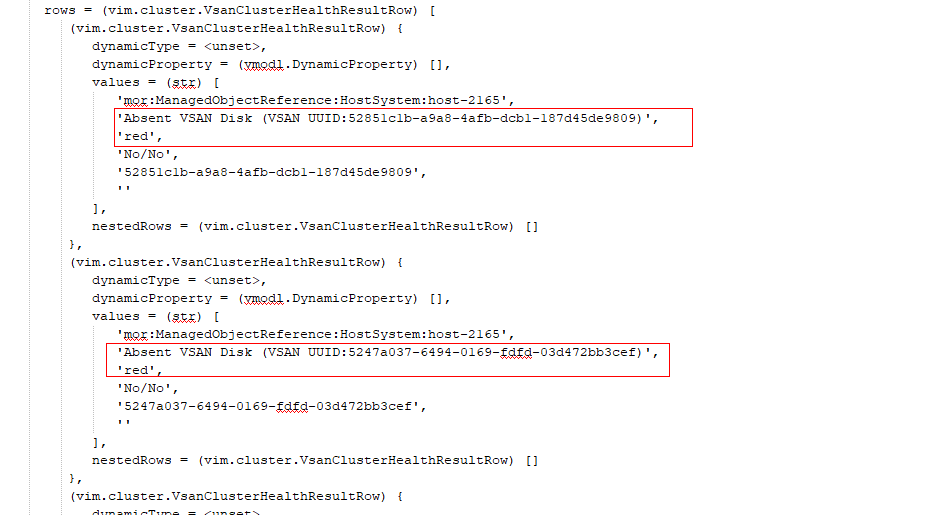 rows = (vim.cluster.VsanClusterHealthResultRow) [
(vim.cluster.VsanClusterHealthResultRow) {
dynamicType = <unset>,
dynamicProperty = (vmodl.DynamicProperty) [],
values = (str) [
'mor:ManagedObjectReference:HostSystem:host-2165',
'Absent VSAN Disk (VSAN UUID:52851c1b-a9a8-4afb-dcb1-187d45de9809)',
'red',
'No/No',
'52851c1b-a9a8-4afb-dcb1-187d45de9809',
''
],
nestedRows = (vim.cluster.VsanClusterHealthResultRow) []
},
(vim.cluster.VsanClusterHealthResultRow) {
dynamicType = <unset>,
dynamicProperty = (vmodl.DynamicProperty) [],
values = (str) [
'mor:ManagedObjectReference:HostSystem:host-2165',
'Absent VSAN Disk (VSAN UUID:5247a037-6494-0169-fdfd-03d472bb3cef)',
'red',
'No/No',
'5247a037-6494-0169-fdfd-03d472bb3cef',
''
],
nestedRows = (vim.cluster.VsanClusterHealthResultRow) []
},
(vim.cluster.VsanClusterHealthResultRow) {
dynamicType = <unset>